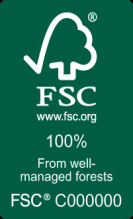 ®
FSC
www.fsc.org
100%
From well-
managed forests
FSC® C000000